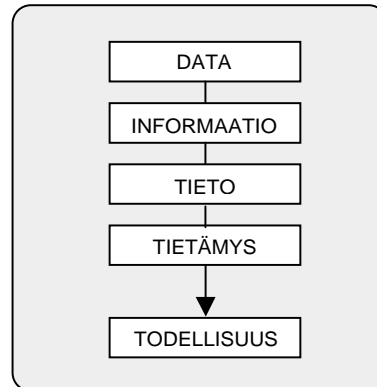 DATA
INFORMAATIO
TIETO
TIETÄMYS
TODELLISUUS